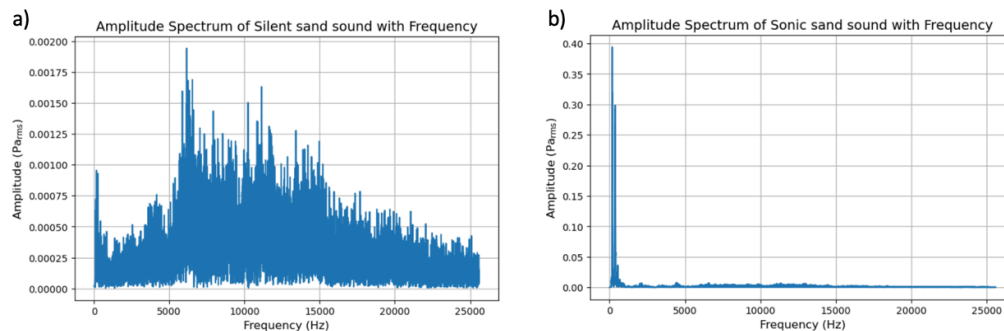 a)
Amplitude Spectrum of Silent sand sound with Frequency
0.00200
0.00175
0.00150
0.00125
0.00100
0.00075
0.00050
0.00025
0.00000
Amplitude (Pa_rms)
0 5000 10000 15000 20000 25000
Frequency (Hz)
b)
Amplitude Spectrum of Sonic sand sound with Frequency
0.40
0.35
0.30
0.25
0.20
0.15
0.10
0.05
0.00
Amplitude (Pa_rms)
0 5000 10000 15000 20000 25000
Frequency (Hz)